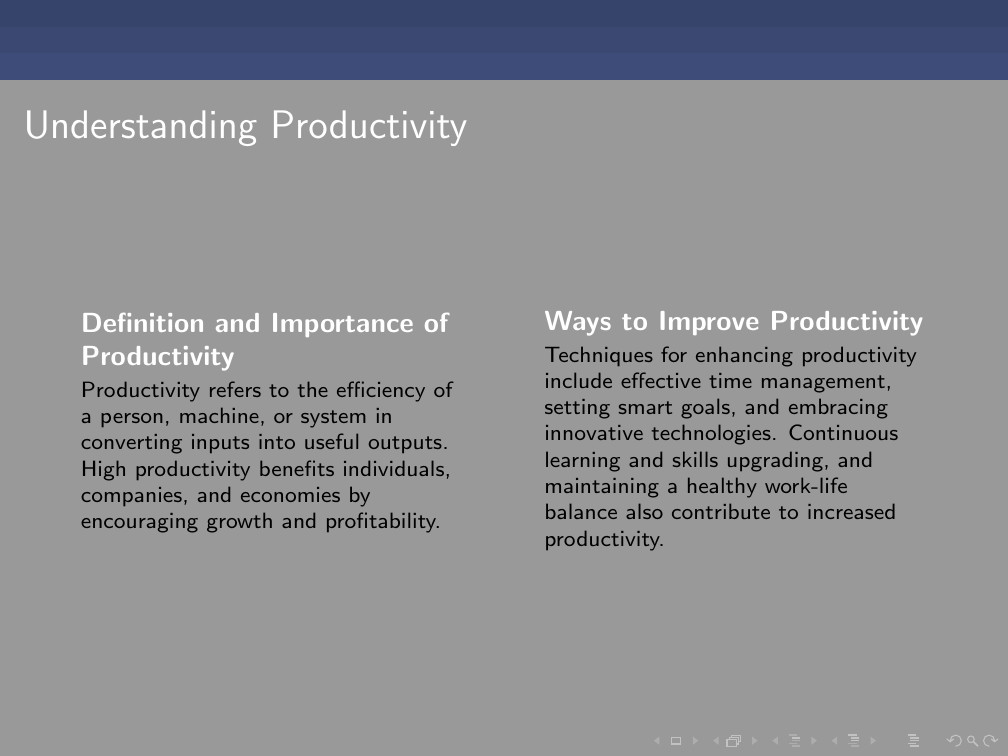 Understanding Productivity
Definition and Importance of
Productivity
Productivity refers to the efficiency of
a person, machine, or system in
converting inputs into useful outputs.
High productivity benefits individuals,
companies, and economies by
encouraging growth and profitability.
Ways to Improve Productivity
Techniques for enhancing productivity
include effective time management,
setting smart goals, and embracing
innovative technologies. Continuous
learning and skills upgrading, and
maintaining a healthy work-life
balance also contribute to increased
productivity.